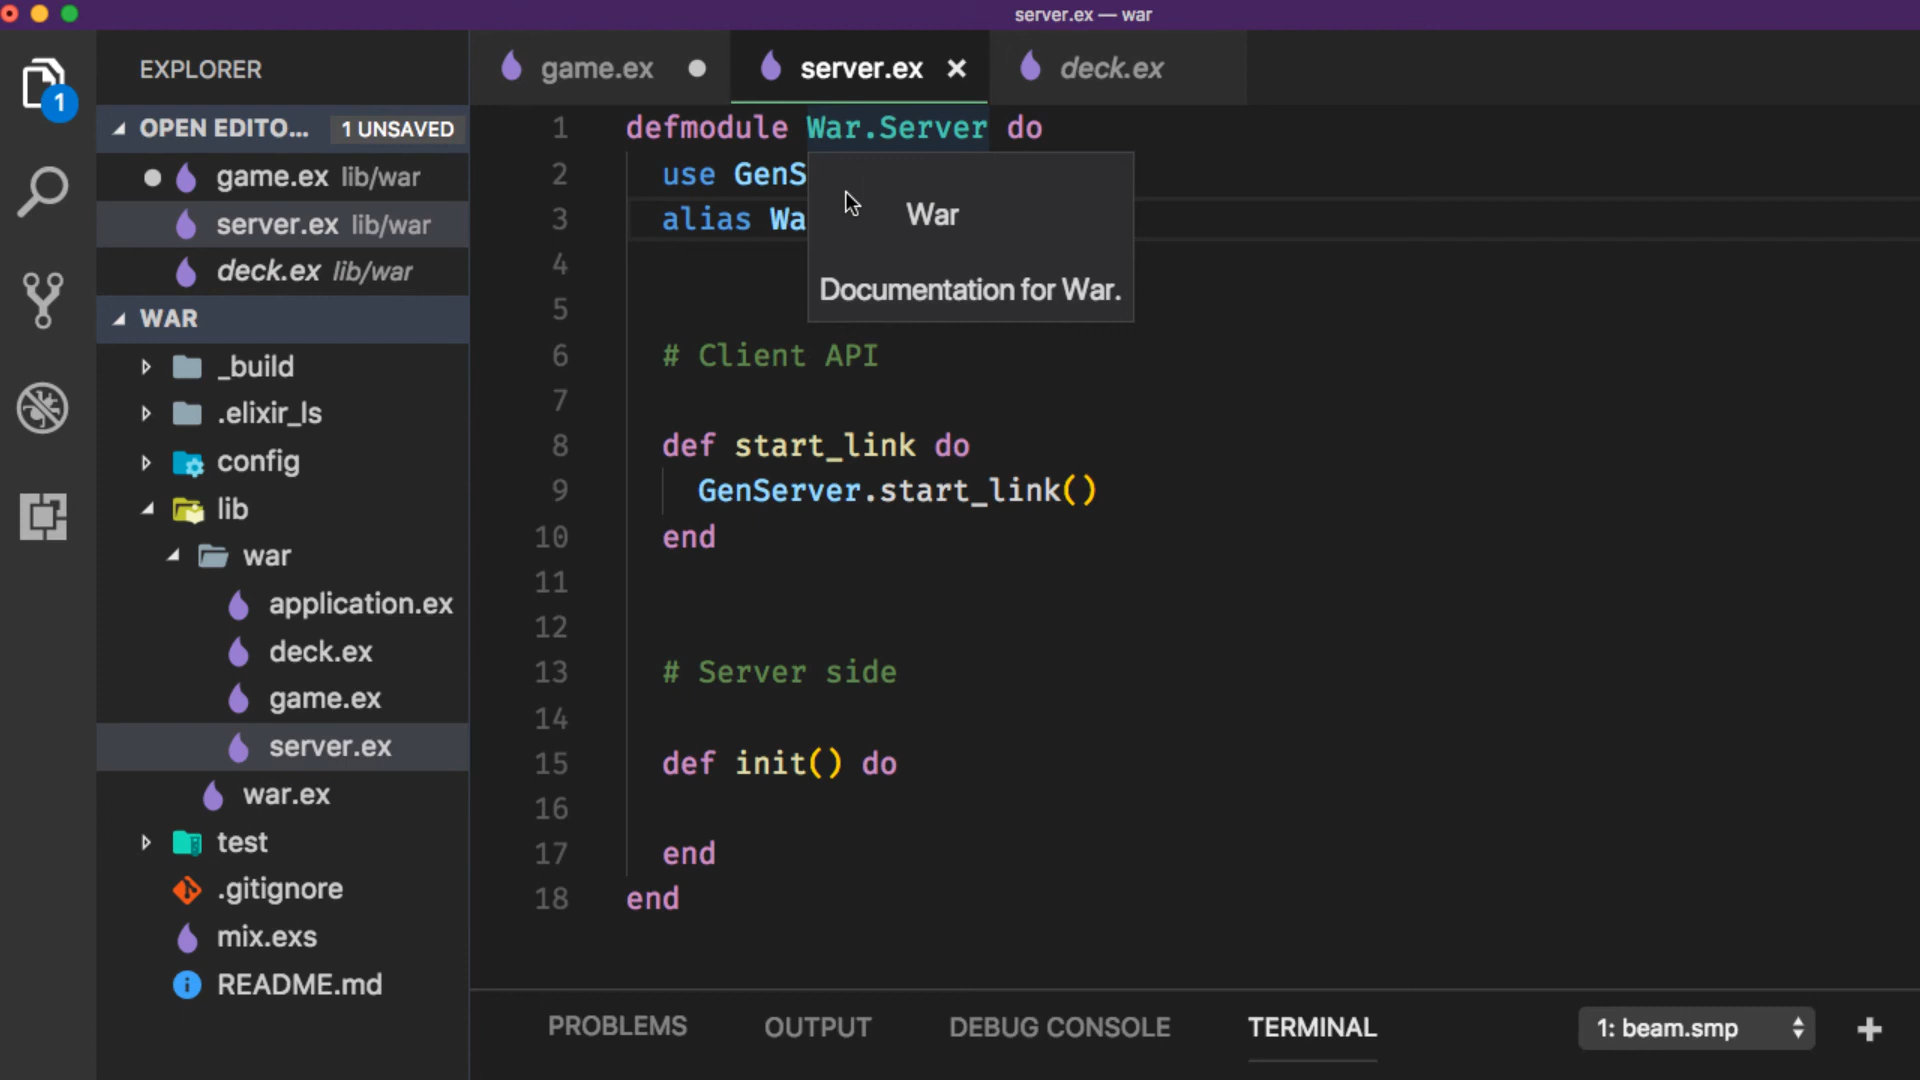 server.ex — war
EXPLORER
1
OPEN EDITO... 1 UNSAVED
game.ex lib/war
server.ex lib/war
deck.ex lib/war
WAR
_build
.elixir_ls
config
lib
war
application.ex
deck.ex
game.ex
server.ex
war.ex
test
.gitignore
mix.exs
README.md
game.ex server.ex × deck.ex
1 defmodule War.Server do
2 use GenS
3 alias Wa
War
Documentation for War.
4
5
6 # Client API
7
8 def start_link do
9 GenServer.start_link()
10 end
11
12
13 # Server side
14
15 def init() do
16
17 end
18 end
PROBLEMS OUTPUT DEBUG CONSOLE TERMINAL 1: beam.smp +